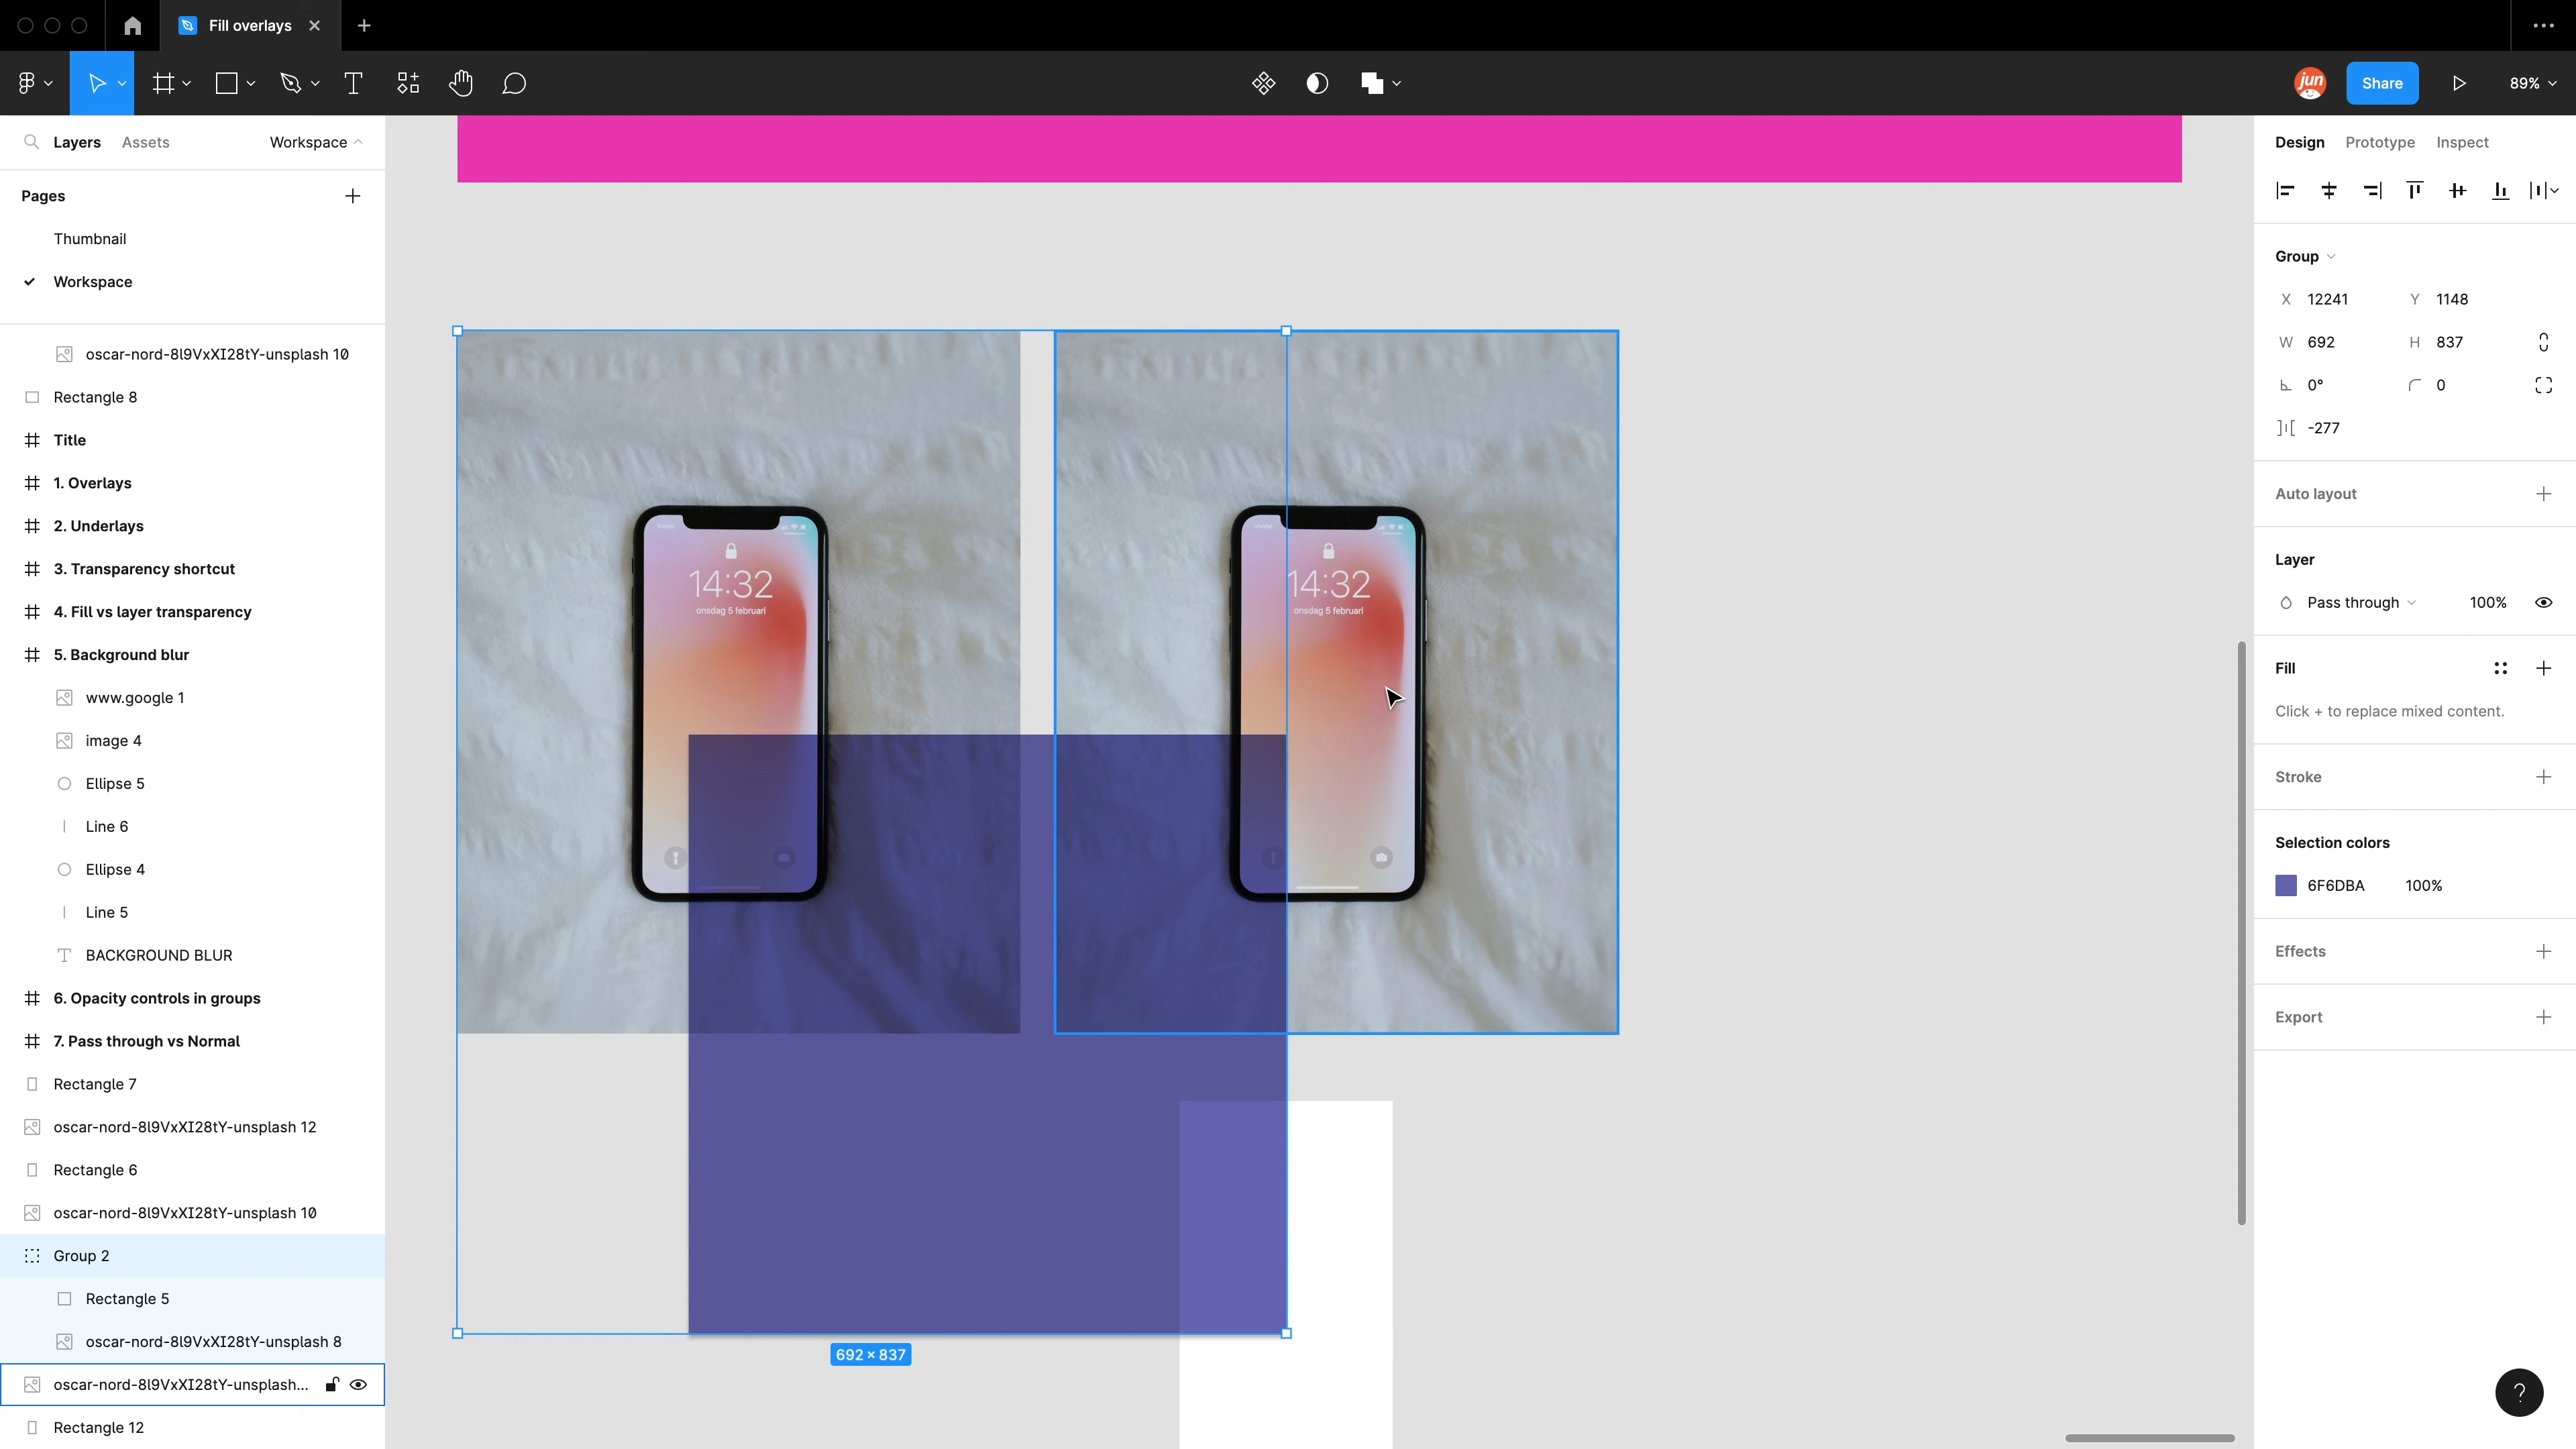 Fill overlays
jun
Share
89%
Layers
Assets
Workspace
Pages
Thumbnail
Workspace
oscar-nord-8l9VxXI28tY-unsplash 10
Rectangle 8
Title
1. Overlays
2. Underlays
3. Transparency shortcut
4. Fill vs layer transparency
5. Background blur
www.google 1
image 4
Ellipse 5
Line 6
Ellipse 4
Line 5
BACKGROUND BLUR
6. Opacity controls in groups
7. Pass through vs Normal
Rectangle 7
oscar-nord-8l9VxXI28tY-unsplash 12
Rectangle 6
oscar-nord-8l9VxXI28tY-unsplash 10
Group 2
Rectangle 5
oscar-nord-8l9VxXI28tY-unsplash 8
oscar-nord-8l9VxXI28tY-unsplash...
Rectangle 12
14:32
onsdag 5 februari
14:32
onsdag 5 februari
692 × 837
Design
Prototype
Inspect
Group
X 12241
Y 1148
W 692
H 837
0°
0
-277
Auto layout
Layer
Pass through
100%
Fill
Click + to replace mixed content.
Stroke
Selection colors
6F6DBA
100%
Effects
Export
?